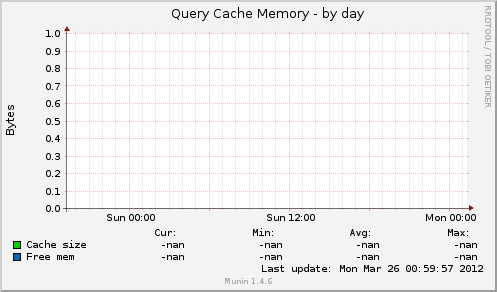 Query Cache Memory - by day
RRDTOOL / TOBI OETIKER
Bytes
1.0
0.9
0.8
0.7
0.6
0.5
0.4
0.3
0.2
0.1
0.0
Sun 00:00 Sun 12:00 Mon 00:00
Cur: Min: Avg: Max:
Cache size -nan -nan -nan -nan
Free mem -nan -nan -nan -nan
Last update: Mon Mar 26 00:59:57 2012
Munin 1.4.6